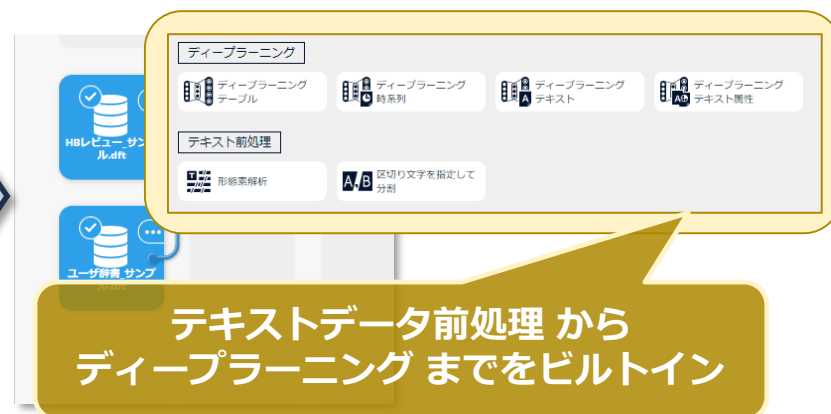 ディープラーニング
ディープラーニング
テーブル
ディープラーニング
時系列
ディープラーニング
テキスト
ディープラーニング
テキスト属性
テキスト前処理
形態素解析
区切り文字を指定して
分割
HBレビュー_サン
ル.dft
ユーザ辞書_サンプ
ル.dft
テキストデータ前処理 から
ディープラーニング までをビルトイン